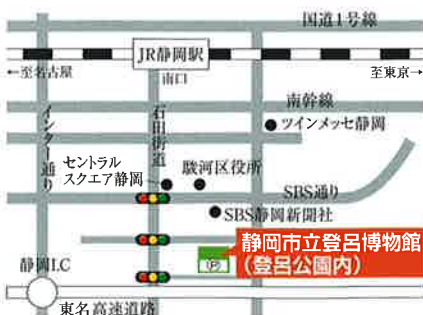 国道1号線
JR静岡駅
←至名古屋
南口
至東京→
南幹線
インター通り
石田街道
ツインメッセ静岡
セントラル
スクエア静岡
駿河区役所
SBS通り
SBS静岡新聞社
静岡市立登呂博物館
(登呂公園内)
P
静岡I.C
東名高速道路